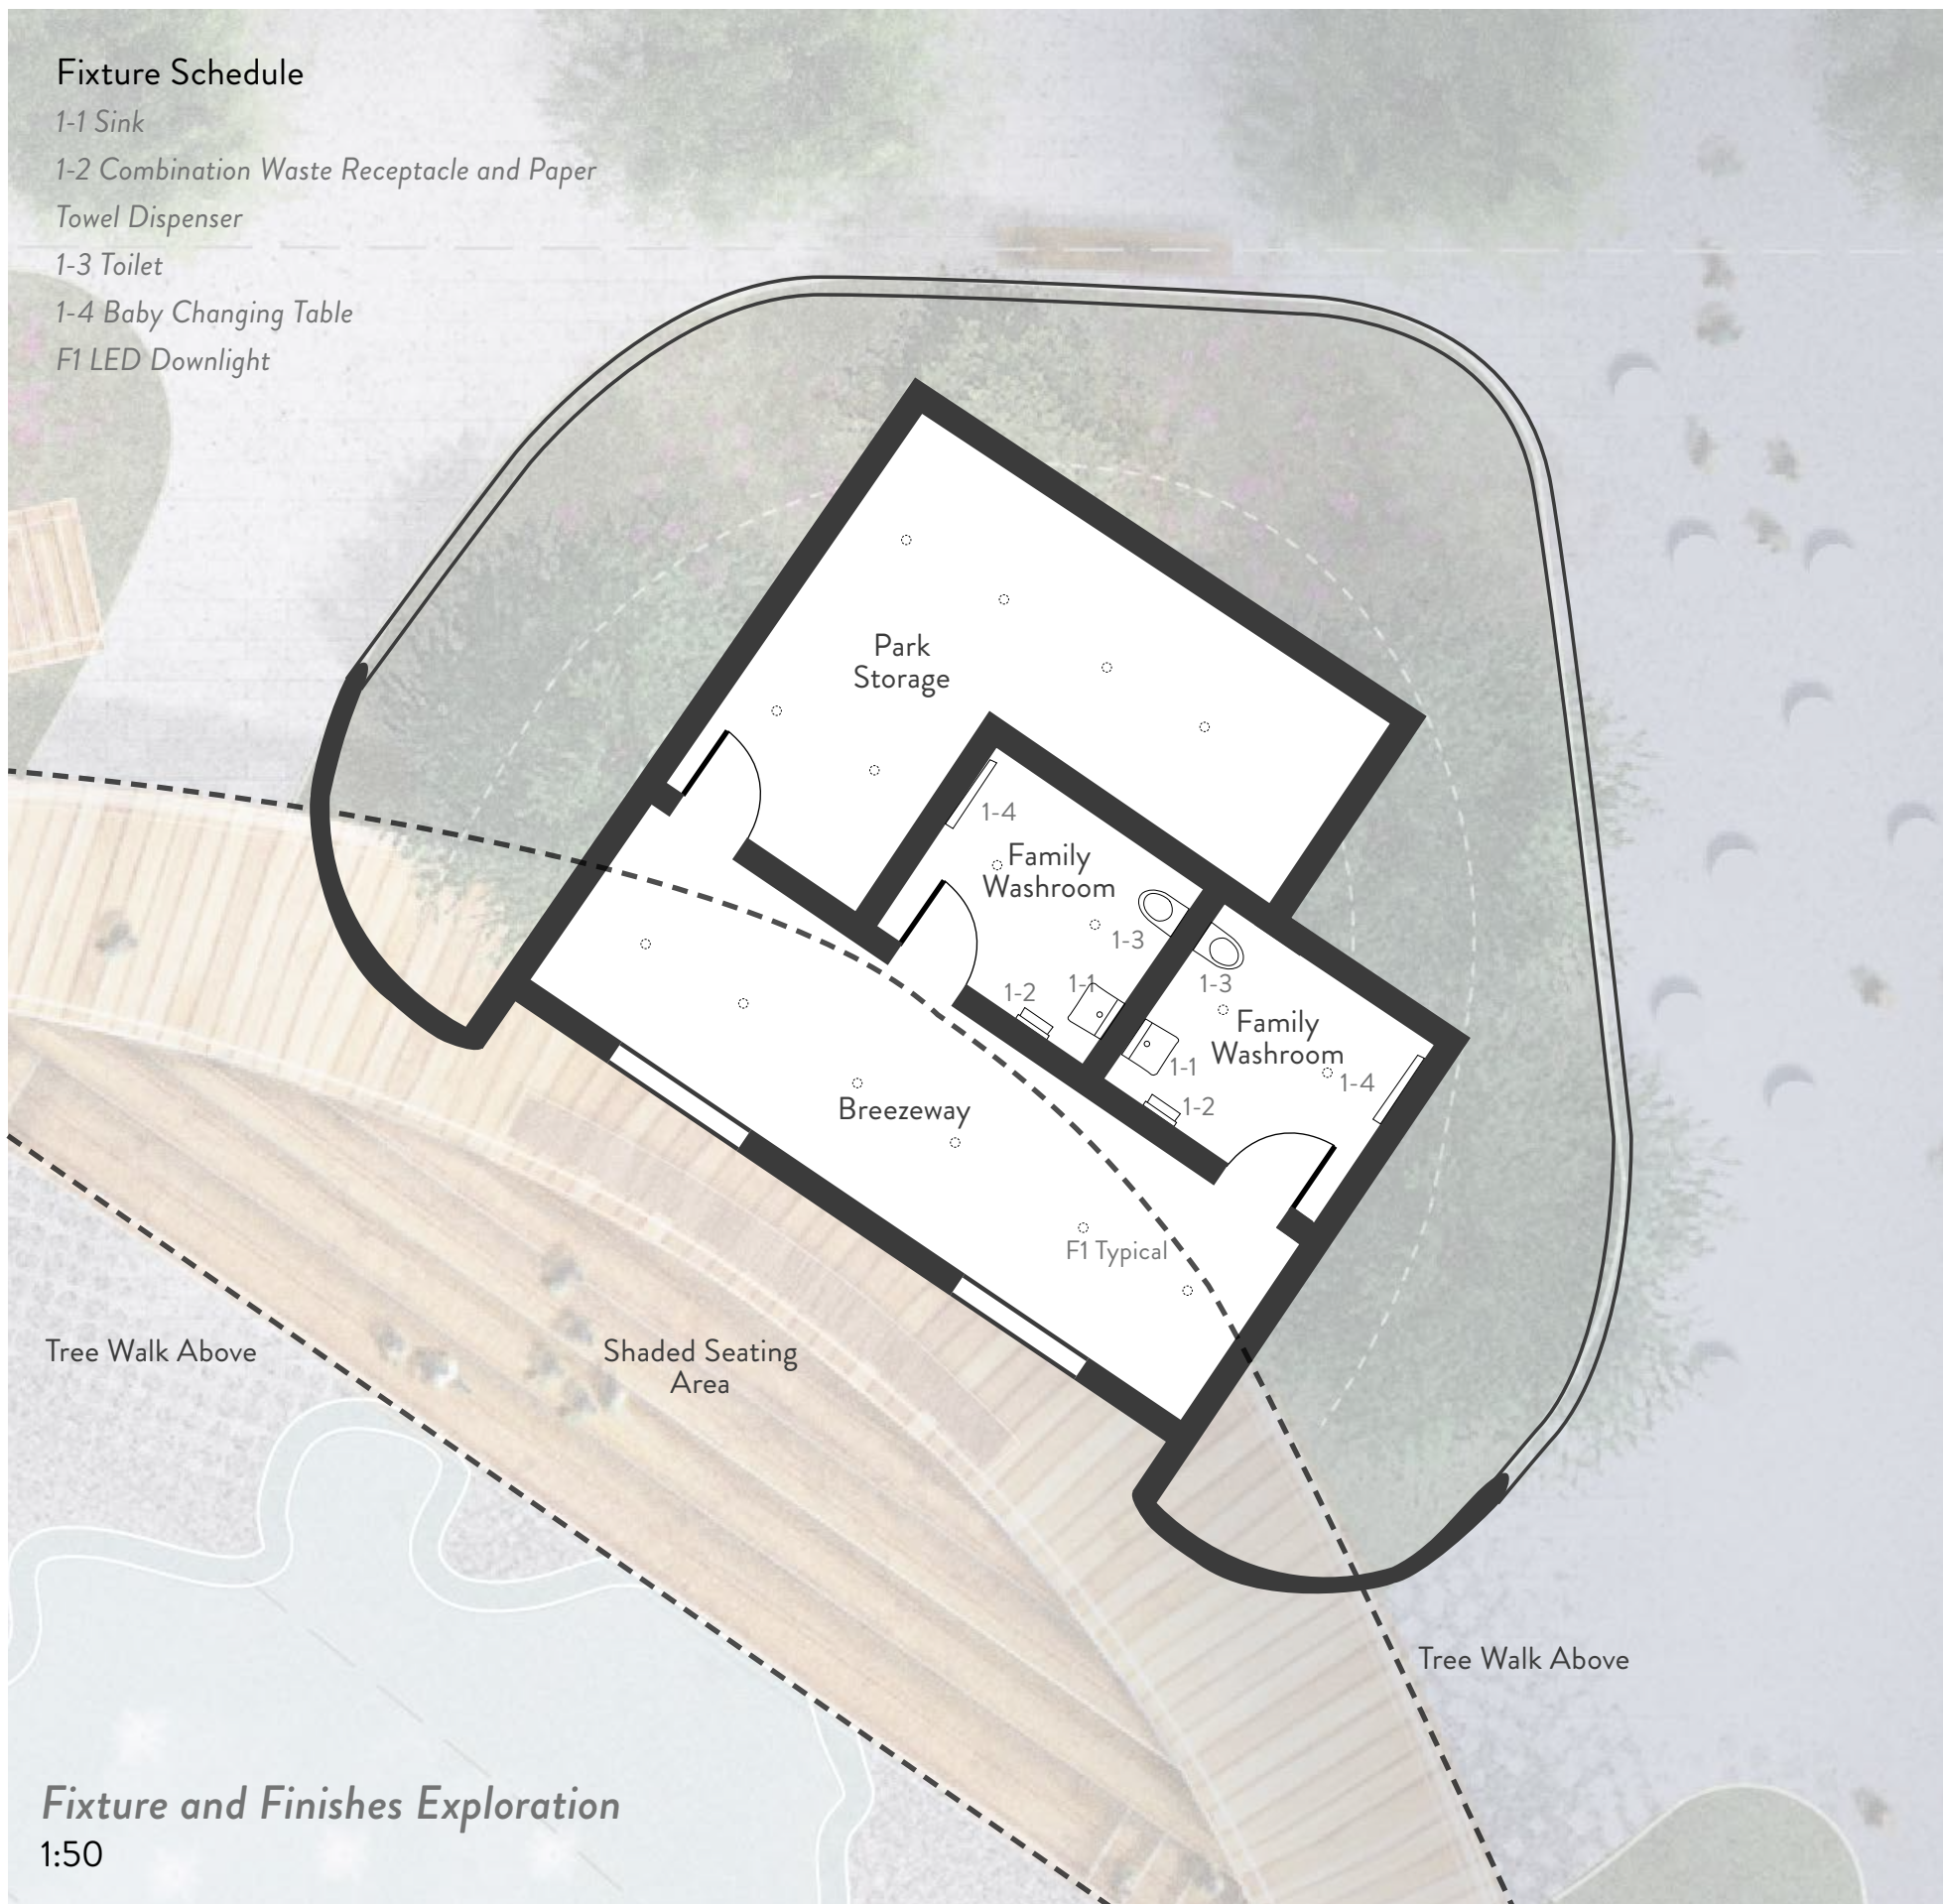 Fixture Schedule
1-1 Sink
1-2 Combination Waste Receptacle and Paper
Towel Dispenser
1-3 Toilet
1-4 Baby Changing Table
F1 LED Downlight
Park
Storage
1-4
Family
Washroom
1-3
1-2
1-1
1-3
Family
Washroom
1-1
1-4
1-2
Breezeway
F1 Typical
Tree Walk Above
Shaded Seating
Area
Tree Walk Above
Fixture and Finishes Exploration
1:50